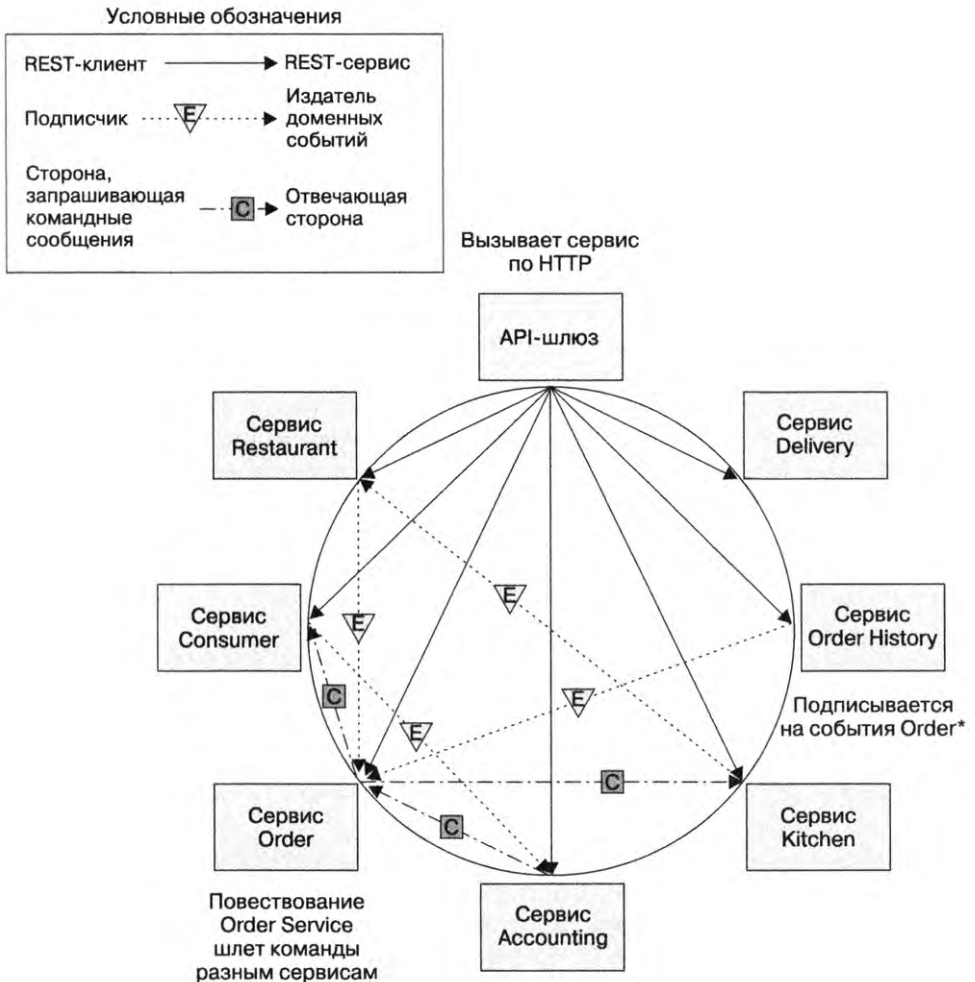 Условные обозначения
REST-клиент
REST-сервис
Подписчик
E
Издатель
доменных
событий
Сторона,
запрашивающая
командные
сообщения
C
Отвечающая
сторона
Вызывает сервис
по HTTP
API-шлюз
Сервис
Restaurant
Сервис
Delivery
E
E
Сервис
Consumer
Сервис
Order History
C
E
E
Подписывается
на события Order*
C
C
Сервис
Order
Сервис
Kitchen
Повествование
Order Service
шлет команды
разным сервисам
Сервис
Accounting